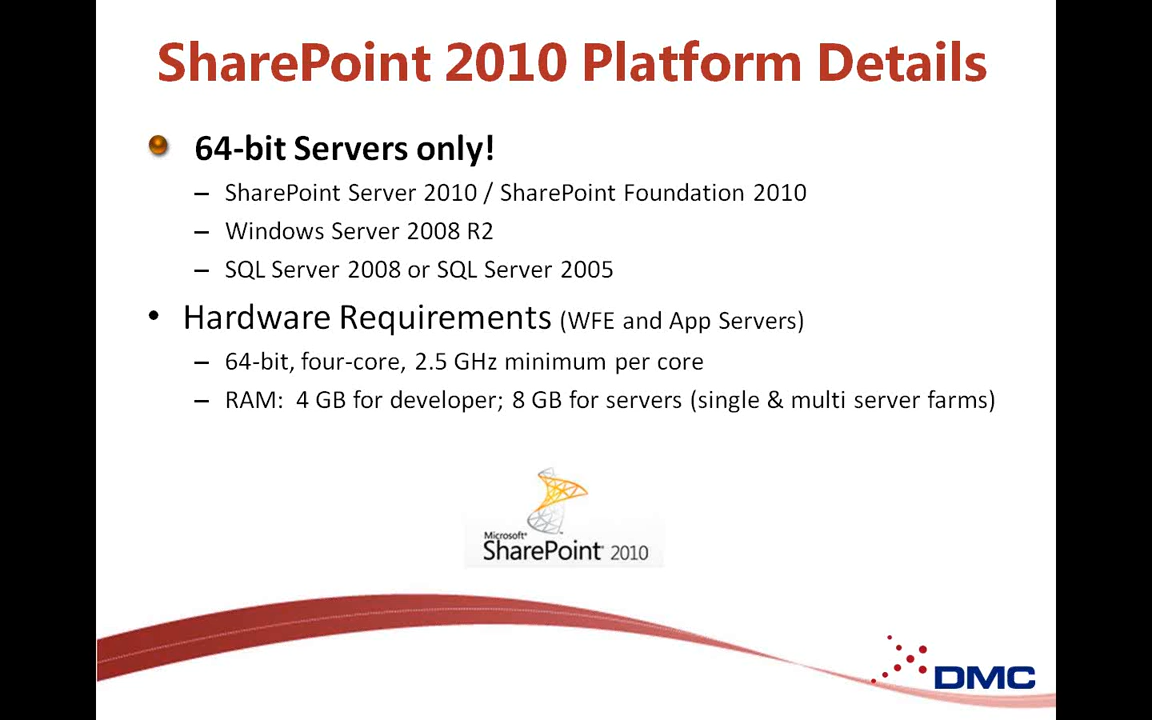 SharePoint 2010 Platform Details
64-bit Servers only!
– SharePoint Server 2010 / SharePoint Foundation 2010
– Windows Server 2008 R2
– SQL Server 2008 or SQL Server 2005
• Hardware Requirements (WFE and App Servers)
– 64-bit, four-core, 2.5 GHz minimum per core
– RAM:  4 GB for developer; 8 GB for servers (single & multi server farms)
Microsoft®
SharePoint® 2010
DMC